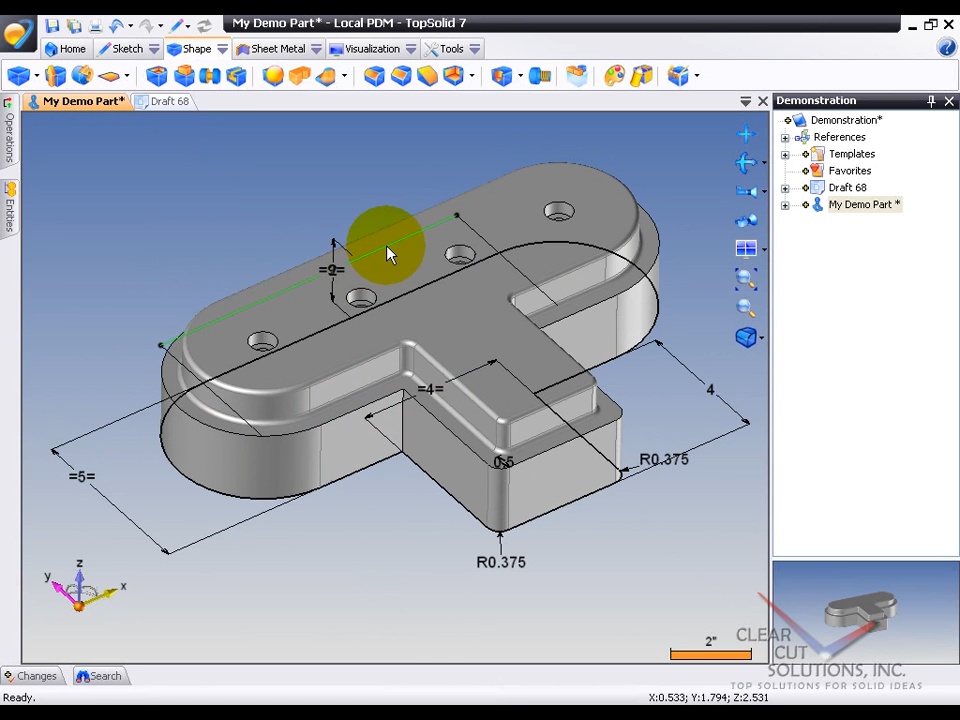 My Demo Part* - Local PDM - TopSolid 7
Home Sketch Shape Sheet Metal Visualization Tools
My Demo Part* Draft 68
Demonstration
Operations
Entities
Demonstration*
References
Templates
Favorites
Draft 68
My Demo Part *
=4=
4
=5=
0.5
R0.375
R0.375
z
y
x
2"
CLEAR
CUT
SOLUTIONS, INC.
TOP SOLUTIONS FOR SOLID IDEAS
Changes Search
Ready.
X:0.533; Y:1.794; Z:2.531